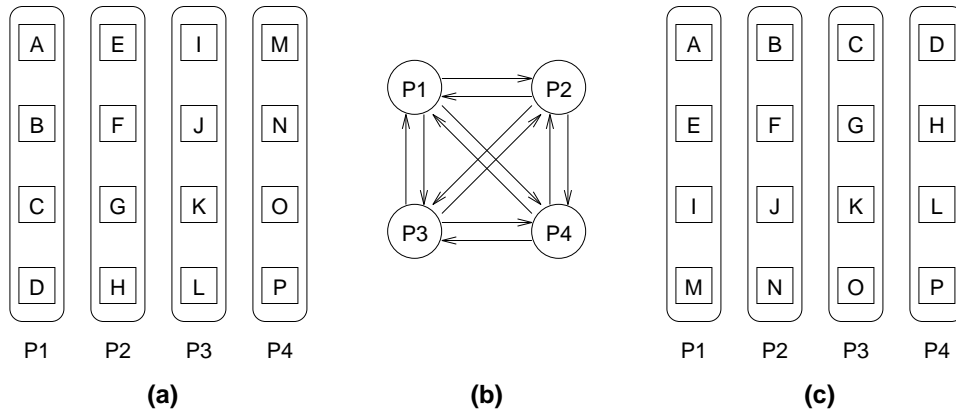 A E I M
B F J N
C G K O
D H L P
P1 P2 P3 P4
(a)
P1 P2
P3 P4
(b)
A B C D
E F G H
I J K L
M N O P
P1 P2 P3 P4
(c)